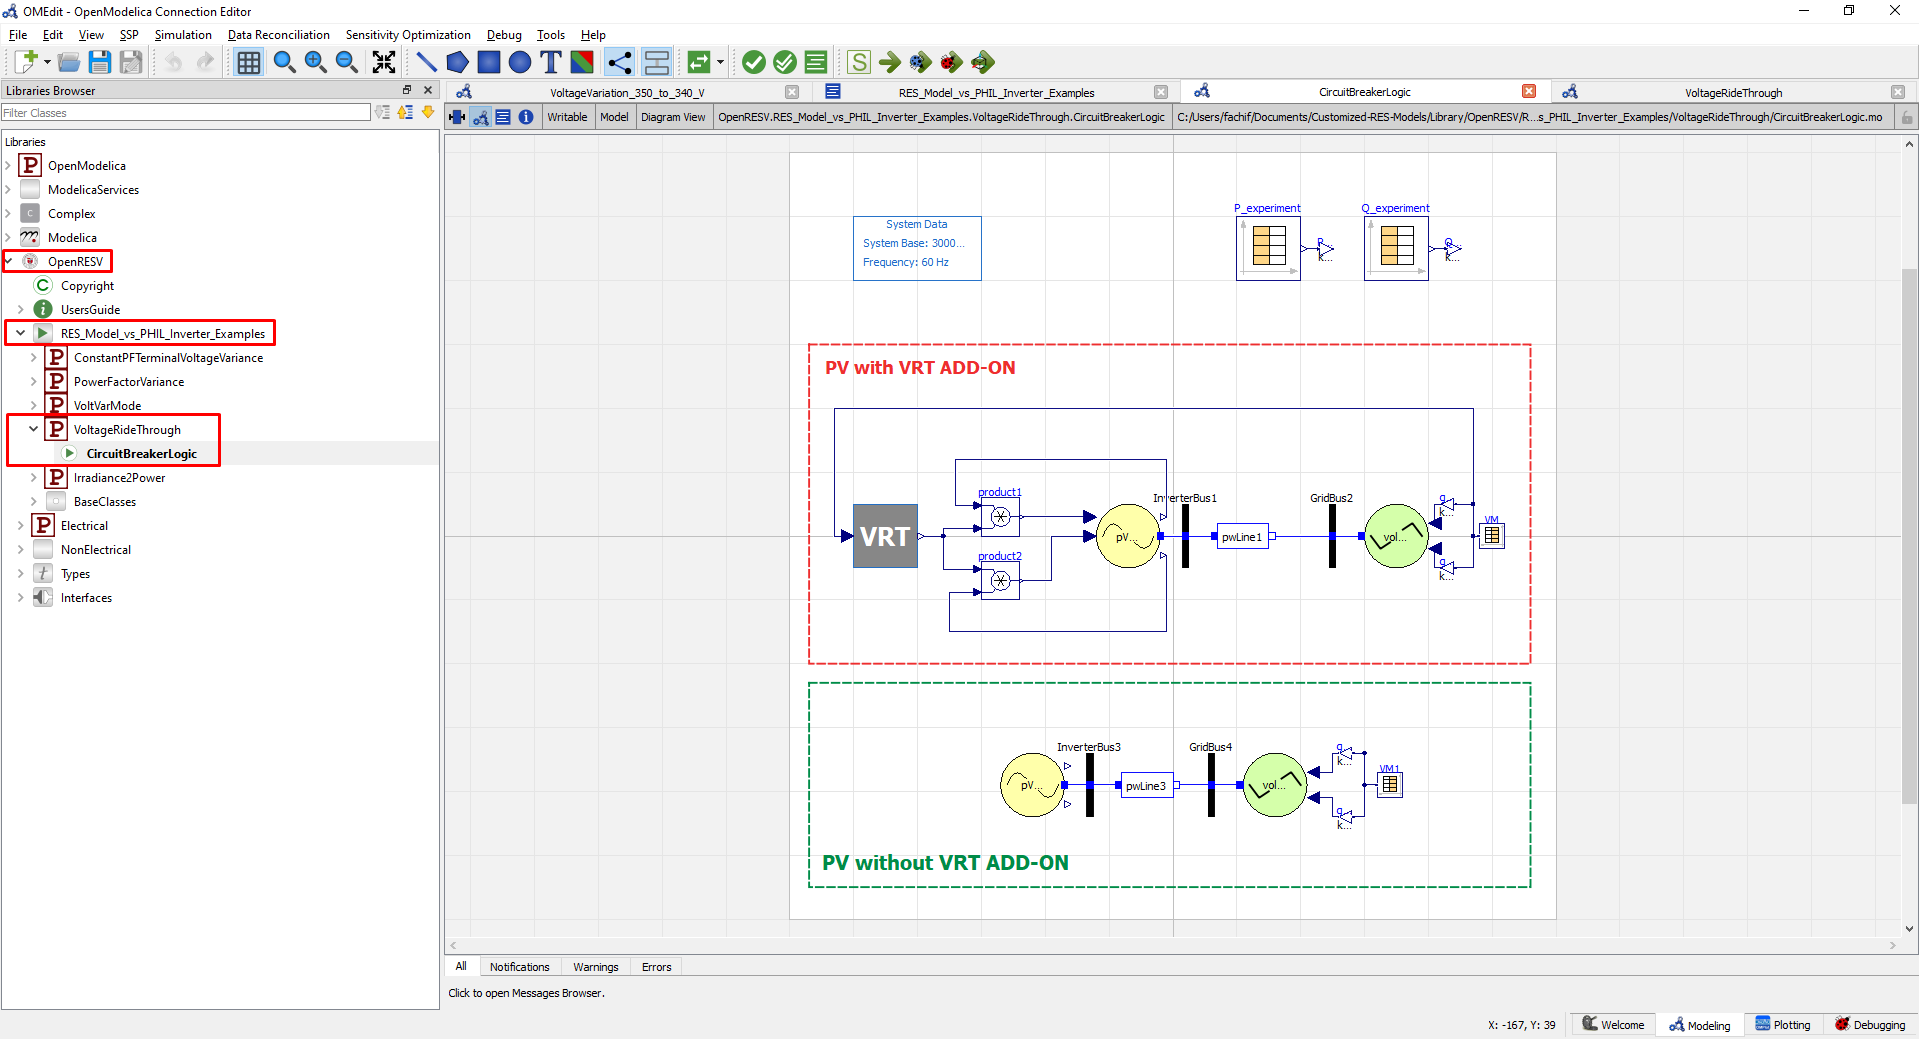 OMEdit - OpenModelica Connection Editor
File Edit View SSP Simulation Data Reconciliation Sensitivity Optimization Debug Tools Help
Libraries Browser
VoltageVariation_350_to_340_V
RES_Model_vs_PHIL_Inverter_Examples
CircuitBreakerLogic
VoltageRideThrough
Filter Classes
Writable Model Diagram View OpenRESV.RES_Model_vs_PHIL_Inverter_Examples.VoltageRideThrough.CircuitBreakerLogic C:/Users/fachif/Documents/Customized-RES-Models/Library/OpenRESV/R...s_PHIL_Inverter_Examples/VoltageRideThrough/CircuitBreakerLogic.mo
Libraries
OpenModelica
ModelicaServices
Complex
Modelica
OpenRESV
Copyright
UsersGuide
RES_Model_vs_PHIL_Inverter_Examples
ConstantPFTerminalVoltageVariance
PowerFactorVariance
VoltVarMode
VoltageRideThrough
CircuitBreakerLogic
Irradiance2Power
BaseClasses
Electrical
NonElectrical
Types
Interfaces
System Data
System Base: 3000...
Frequency: 60 Hz
P_experiment
Q_experiment
P
k...
Q
k...
PV with VRT ADD-ON
VRT
product1
product2
pV...
InverterBus1
pwLine1
GridBus2
vol...
g
k...
g
k...
VM
InverterBus3
pV...
pwLine3
GridBus4
vol...
g
k...
g
k...
VM1
PV without VRT ADD-ON
All Notifications Warnings Errors
Click to open Messages Browser.
X: -167, Y: 39
Welcome Modeling Plotting Debugging